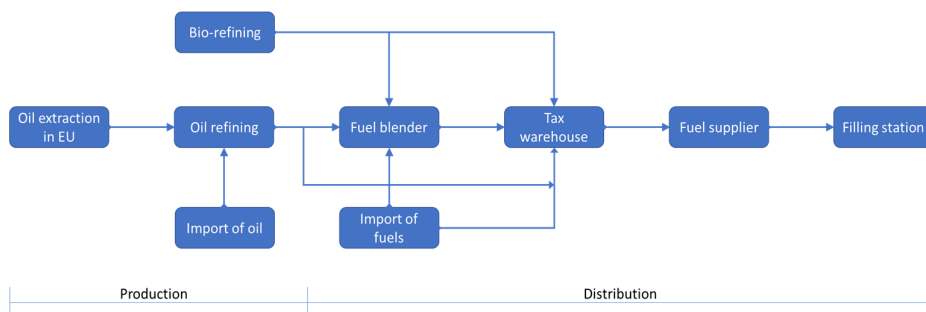 Bio-refining
Oil extraction
in EU
Oil refining
Fuel blender
Tax
warehouse
Fuel supplier
Filling station
Import of oil
Import of
fuels
Production
Distribution